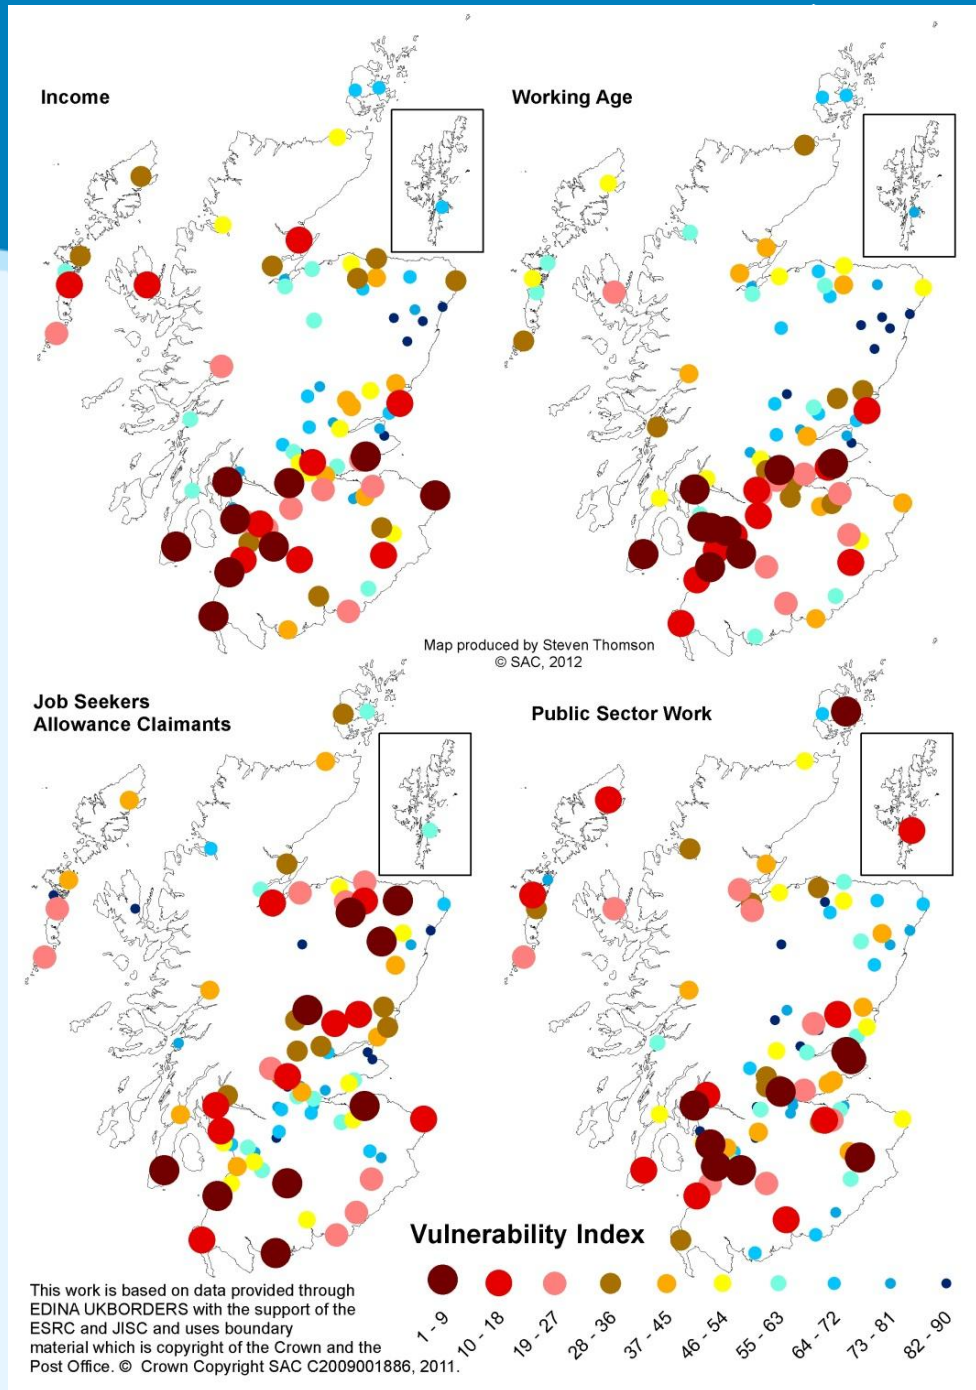 Income
Working Age
Map produced by Steven Thomson
© SAC, 2012
Job Seekers
Allowance Claimants
Public Sector Work
Vulnerability Index
1 - 9
10 - 18
19 - 27
28 - 36
37 - 45
46 - 54
55 - 63
64 - 72
73 - 81
82 - 90
This work is based on data provided through
EDINA UKBORDERS with the support of the
ESRC and JISC and uses boundary
material which is copyright of the Crown and the
Post Office. © Crown Copyright SAC C2009001886, 2011.